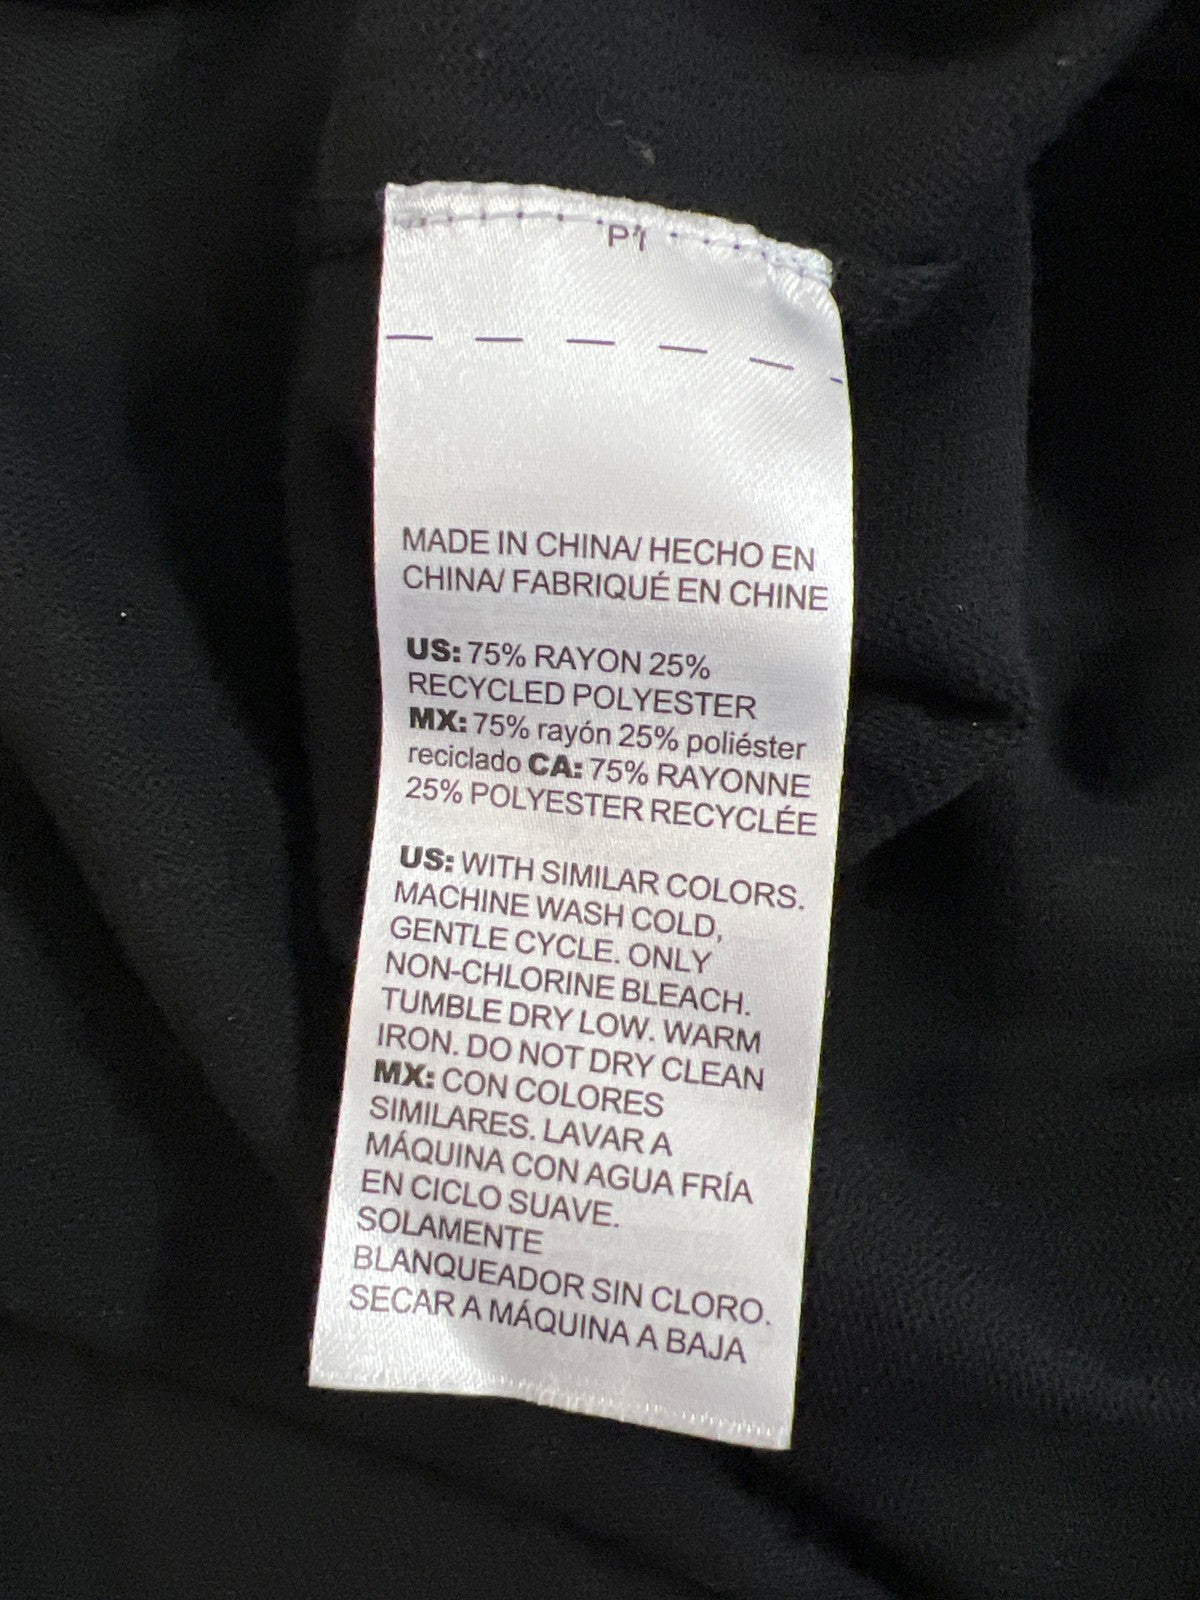 P1
MADE IN CHINA/ HECHO EN
CHINA/ FABRIQUÉ EN CHINE
US: 75% RAYON 25%
RECYCLED POLYESTER
MX: 75% rayón 25% poliéster
reciclado CA: 75% RAYONNE
25% POLYESTER RECYCLÉE
US: WITH SIMILAR COLORS.
MACHINE WASH COLD,
GENTLE CYCLE. ONLY
NON-CHLORINE BLEACH.
TUMBLE DRY LOW. WARM
IRON. DO NOT DRY CLEAN
MX: CON COLORES
SIMILARES. LAVAR A
MÁQUINA CON AGUA FRÍA
EN CICLO SUAVE.
SOLAMENTE
BLANQUEADOR SIN CLORO.
SECAR A MÁQUINA A BAJA